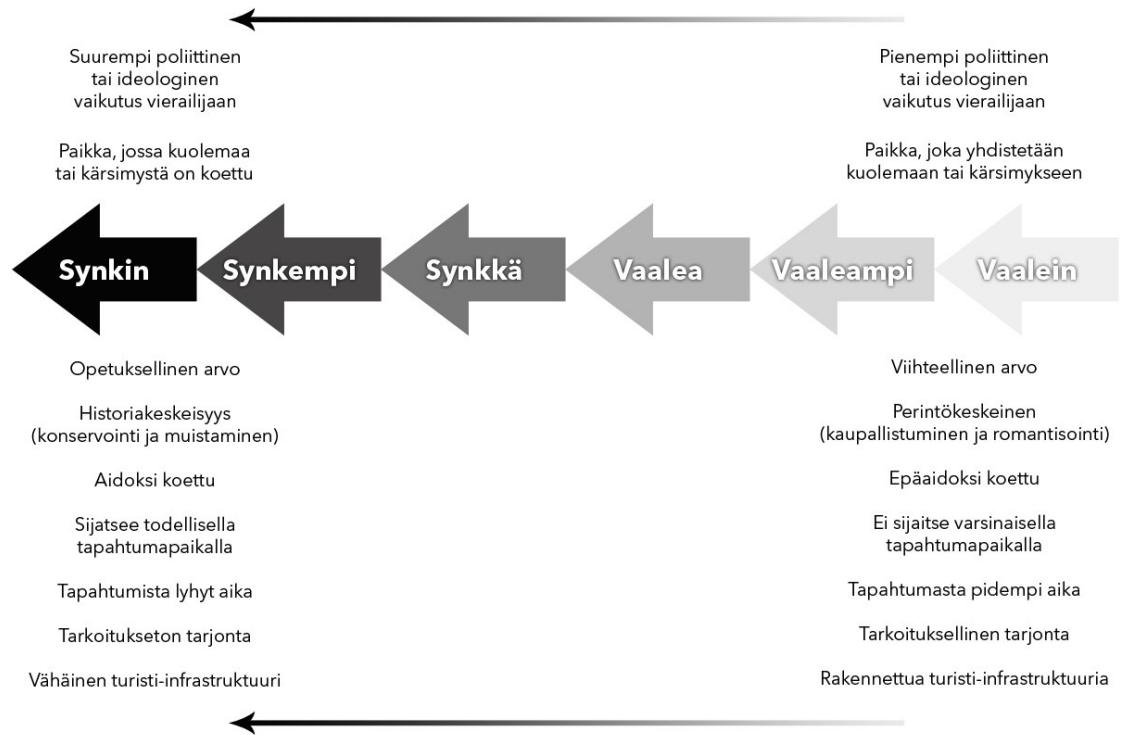 Suurempi poliittinen
tai ideologinen
vaikutus vierailijaan
Pienempi poliittinen
tai ideologinen
vaikutus vierailijaan
Paikka, jossa kuolemaa
tai kärsimystä on koettu
Paikka, joka yhdistetään
kuolemaan tai kärsimykseen
Synkin
Synkempi
Synkkä
Vaalea
Vaaleampi
Vaalein
Opetuksellinen arvo
Historiakeskeisyys
(konservointi ja muistaminen)
Aidoksi koettu
Sijatsee todellisella
tapahtumapaikalla
Tapahtumista lyhyt aika
Tarkoitukseton tarjonta
Vähäinen turisti-infrastruktuuri
Viihteellinen arvo
Perintökeskeinen
(kaupallistuminen ja romantisointi)
Epäaidoksi koettu
Ei sijaitse varsinaisella
tapahtumapaikalla
Tapahtumasta pidempi aika
Tarkoituksellinen tarjonta
Rakennettua turisti-infrastruktuuria